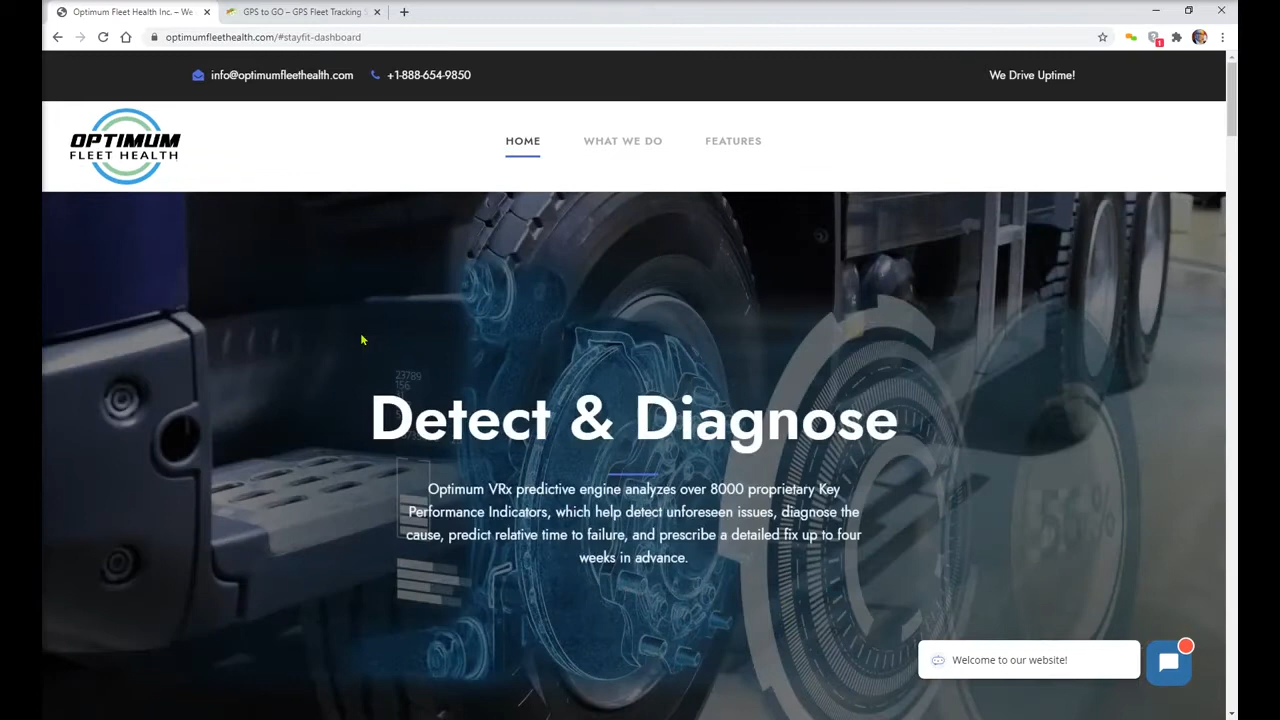 Optimum Fleet Health Inc. – We
GPS to GO – GPS Fleet Tracking
optimumfleethealth.com/#stayfit-dashboard
1
info@optimumfleethealth.com
+1-888-654-9850
We Drive Uptime!
OPTIMUM
FLEET HEALTH
HOME
WHAT WE DO
FEATURES
23789
156
Detect & Diagnose
Optimum VRx predictive engine analyzes over 8000 proprietary Key
Performance Indicators, which help detect unforeseen issues, diagnose the
cause, predict relative time to failure, and prescribe a detailed fix up to four
weeks in advance.
Welcome to our website!